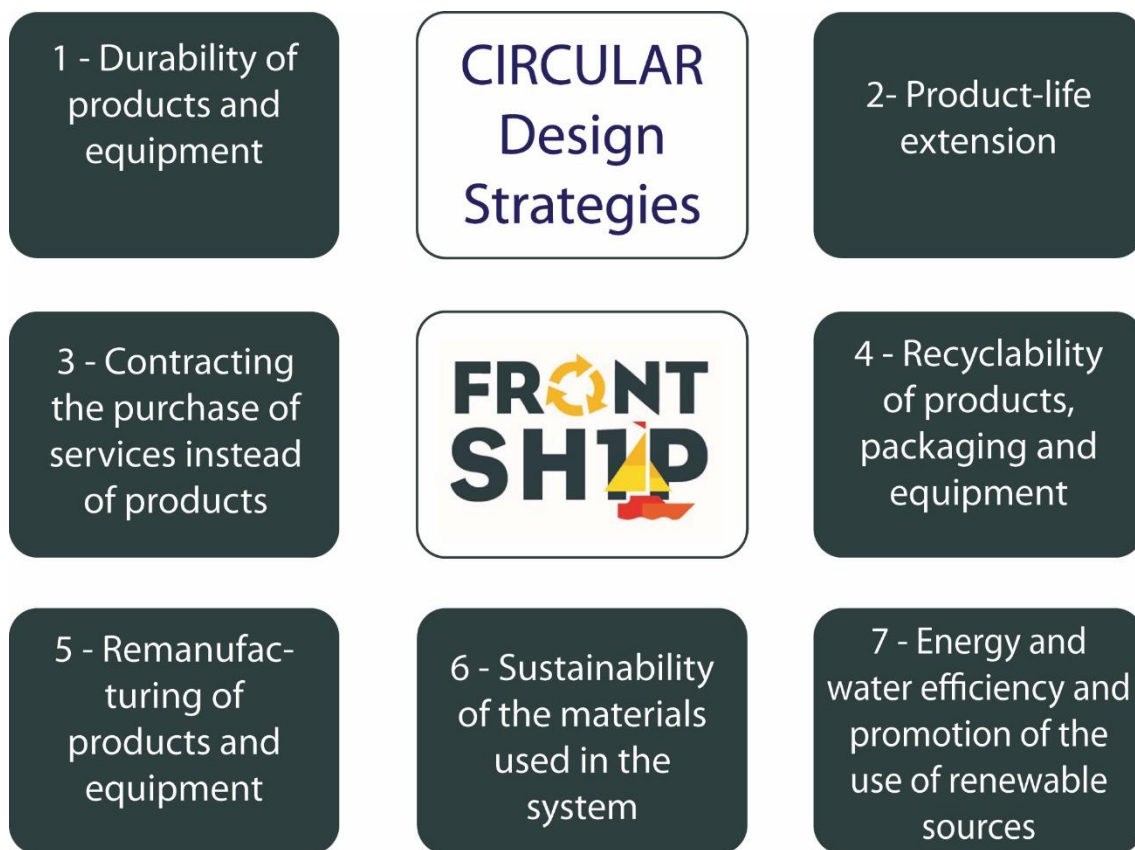 1 - Durability of
products and
equipment
CIRCULAR
Design
Strategies
2- Product-life
extension
3 - Contracting
the purchase of
services instead
of products
FRONT
SH1P
4 - Recyclability
of products,
packaging and
equipment
5 - Remanufac-
turing of
products and
equipment
6 - Sustainability
of the materials
used in the
system
7 - Energy and
water efficiency and
promotion of the
use of renewable
sources